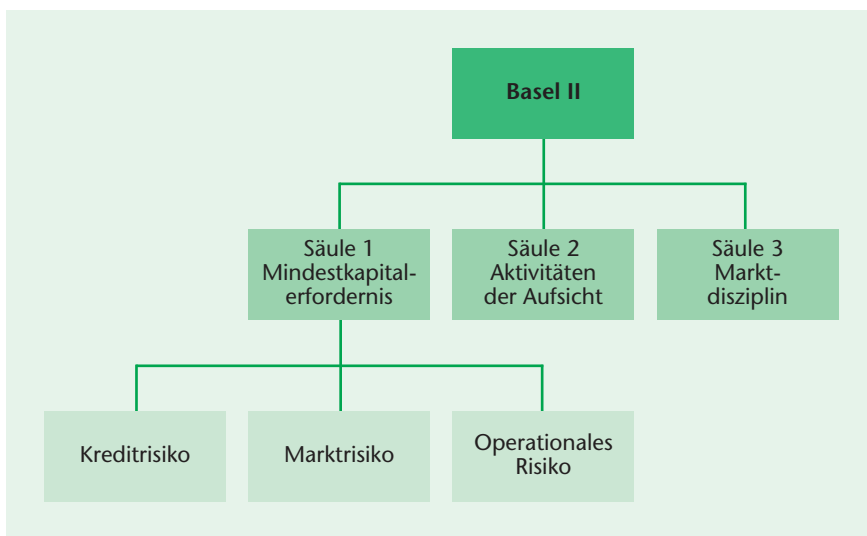 Basel II
Säule 1
Mindestkapital-
erfordernis
Säule 2
Aktivitäten
der Aufsicht
Säule 3
Markt-
disziplin
Kreditrisiko
Marktrisiko
Operationales
Risiko